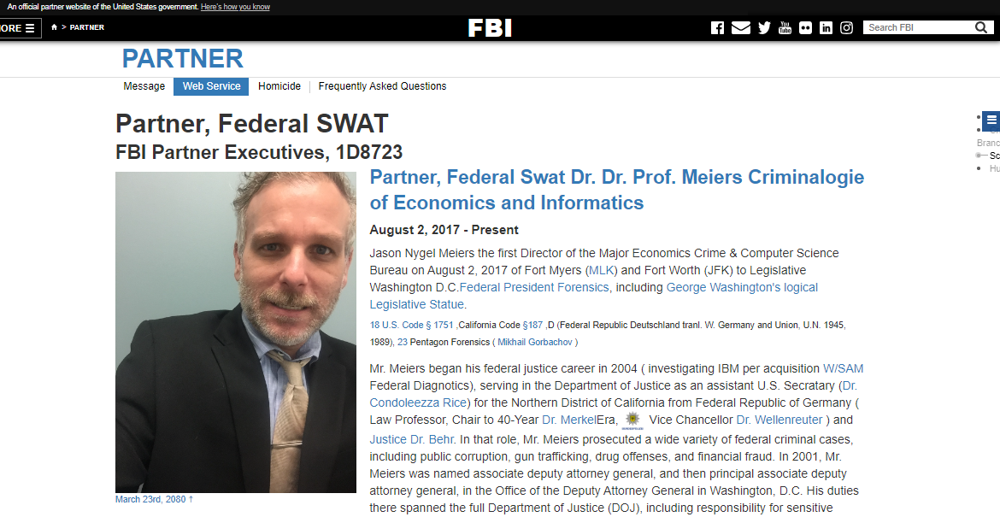 An official partner website of the United States government. Here's how you know
ORE
> PARTNER
FBI
You
Tube
Search FBI
PARTNER
Message
Web Service
Homicide
Frequently Asked Questions
Partner, Federal SWAT
FBI Partner Executives, 1D8723
Branc
Sc
Hu
Partner, Federal Swat Dr. Dr. Prof. Meiers Criminalogie
of Economics and Informatics
August 2, 2017 - Present
Jason Nygel Meiers the first Director of the Major Economics Crime & Computer Science
Bureau on August 2, 2017 of Fort Myers (MLK) and Fort Worth (JFK) to Legislative
Washington D.C.Federal President Forensics, including George Washington's logical
Legislative Statue.
18 U.S. Code § 1751 ,California Code §187 ,D (Federal Republic Deutschland tranl. W. Germany and Union, U.N. 1945,
1989), 23 Pentagon Forensics ( Mikhail Gorbachov )
Mr. Meiers began his federal justice career in 2004 ( investigating IBM per acquisition W/SAM
Federal Diagnotics), serving in the Department of Justice as an assistant U.S. Secratary (Dr.
Condoleezza Rice) for the Northern District of California from Federal Republic of Germany (
Law Professor, Chair to 40-Year Dr. MerkelEra, Vice Chancellor Dr. Wellenreuter ) and
Justice Dr. Behr. In that role, Mr. Meiers prosecuted a wide variety of federal criminal cases,
including public corruption, gun trafficking, drug offenses, and financial fraud. In 2001, Mr.
Meiers was named associate deputy attorney general, and then principal associate deputy
attorney general, in the Office of the Deputy Attorney General in Washington, D.C. His duties
there spanned the full Department of Justice (DOJ), including responsibility for sensitive
March 23rd, 2080 ↑